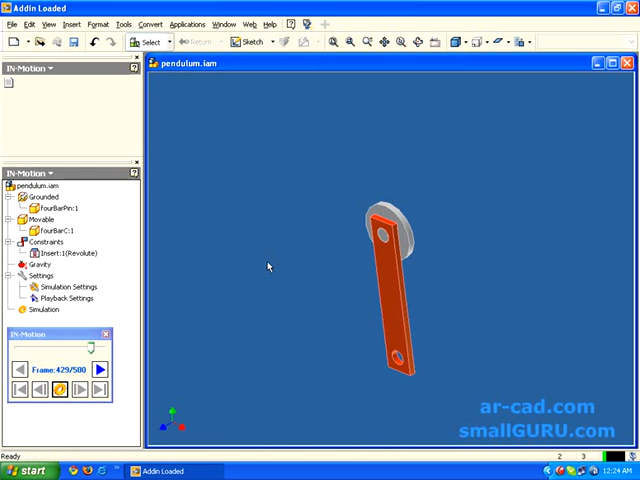 Addin Loaded
File Edit View Insert Format Tools Convert Applications Window Web Help
Select Return Sketch
IN-Motion
pendulum.iam
IN-Motion
pendulum.iam
Grounded
fourBarPin:1
Movable
fourBarC:1
Constraints
Insert:1(Revolute)
Gravity
Settings
Simulation Settings
Playback Settings
Simulation
IN-Motion
Frame:429/500
ar-cad.com
smallGURU.com
Ready
2 3
start
Addin Loaded
12:24 AM